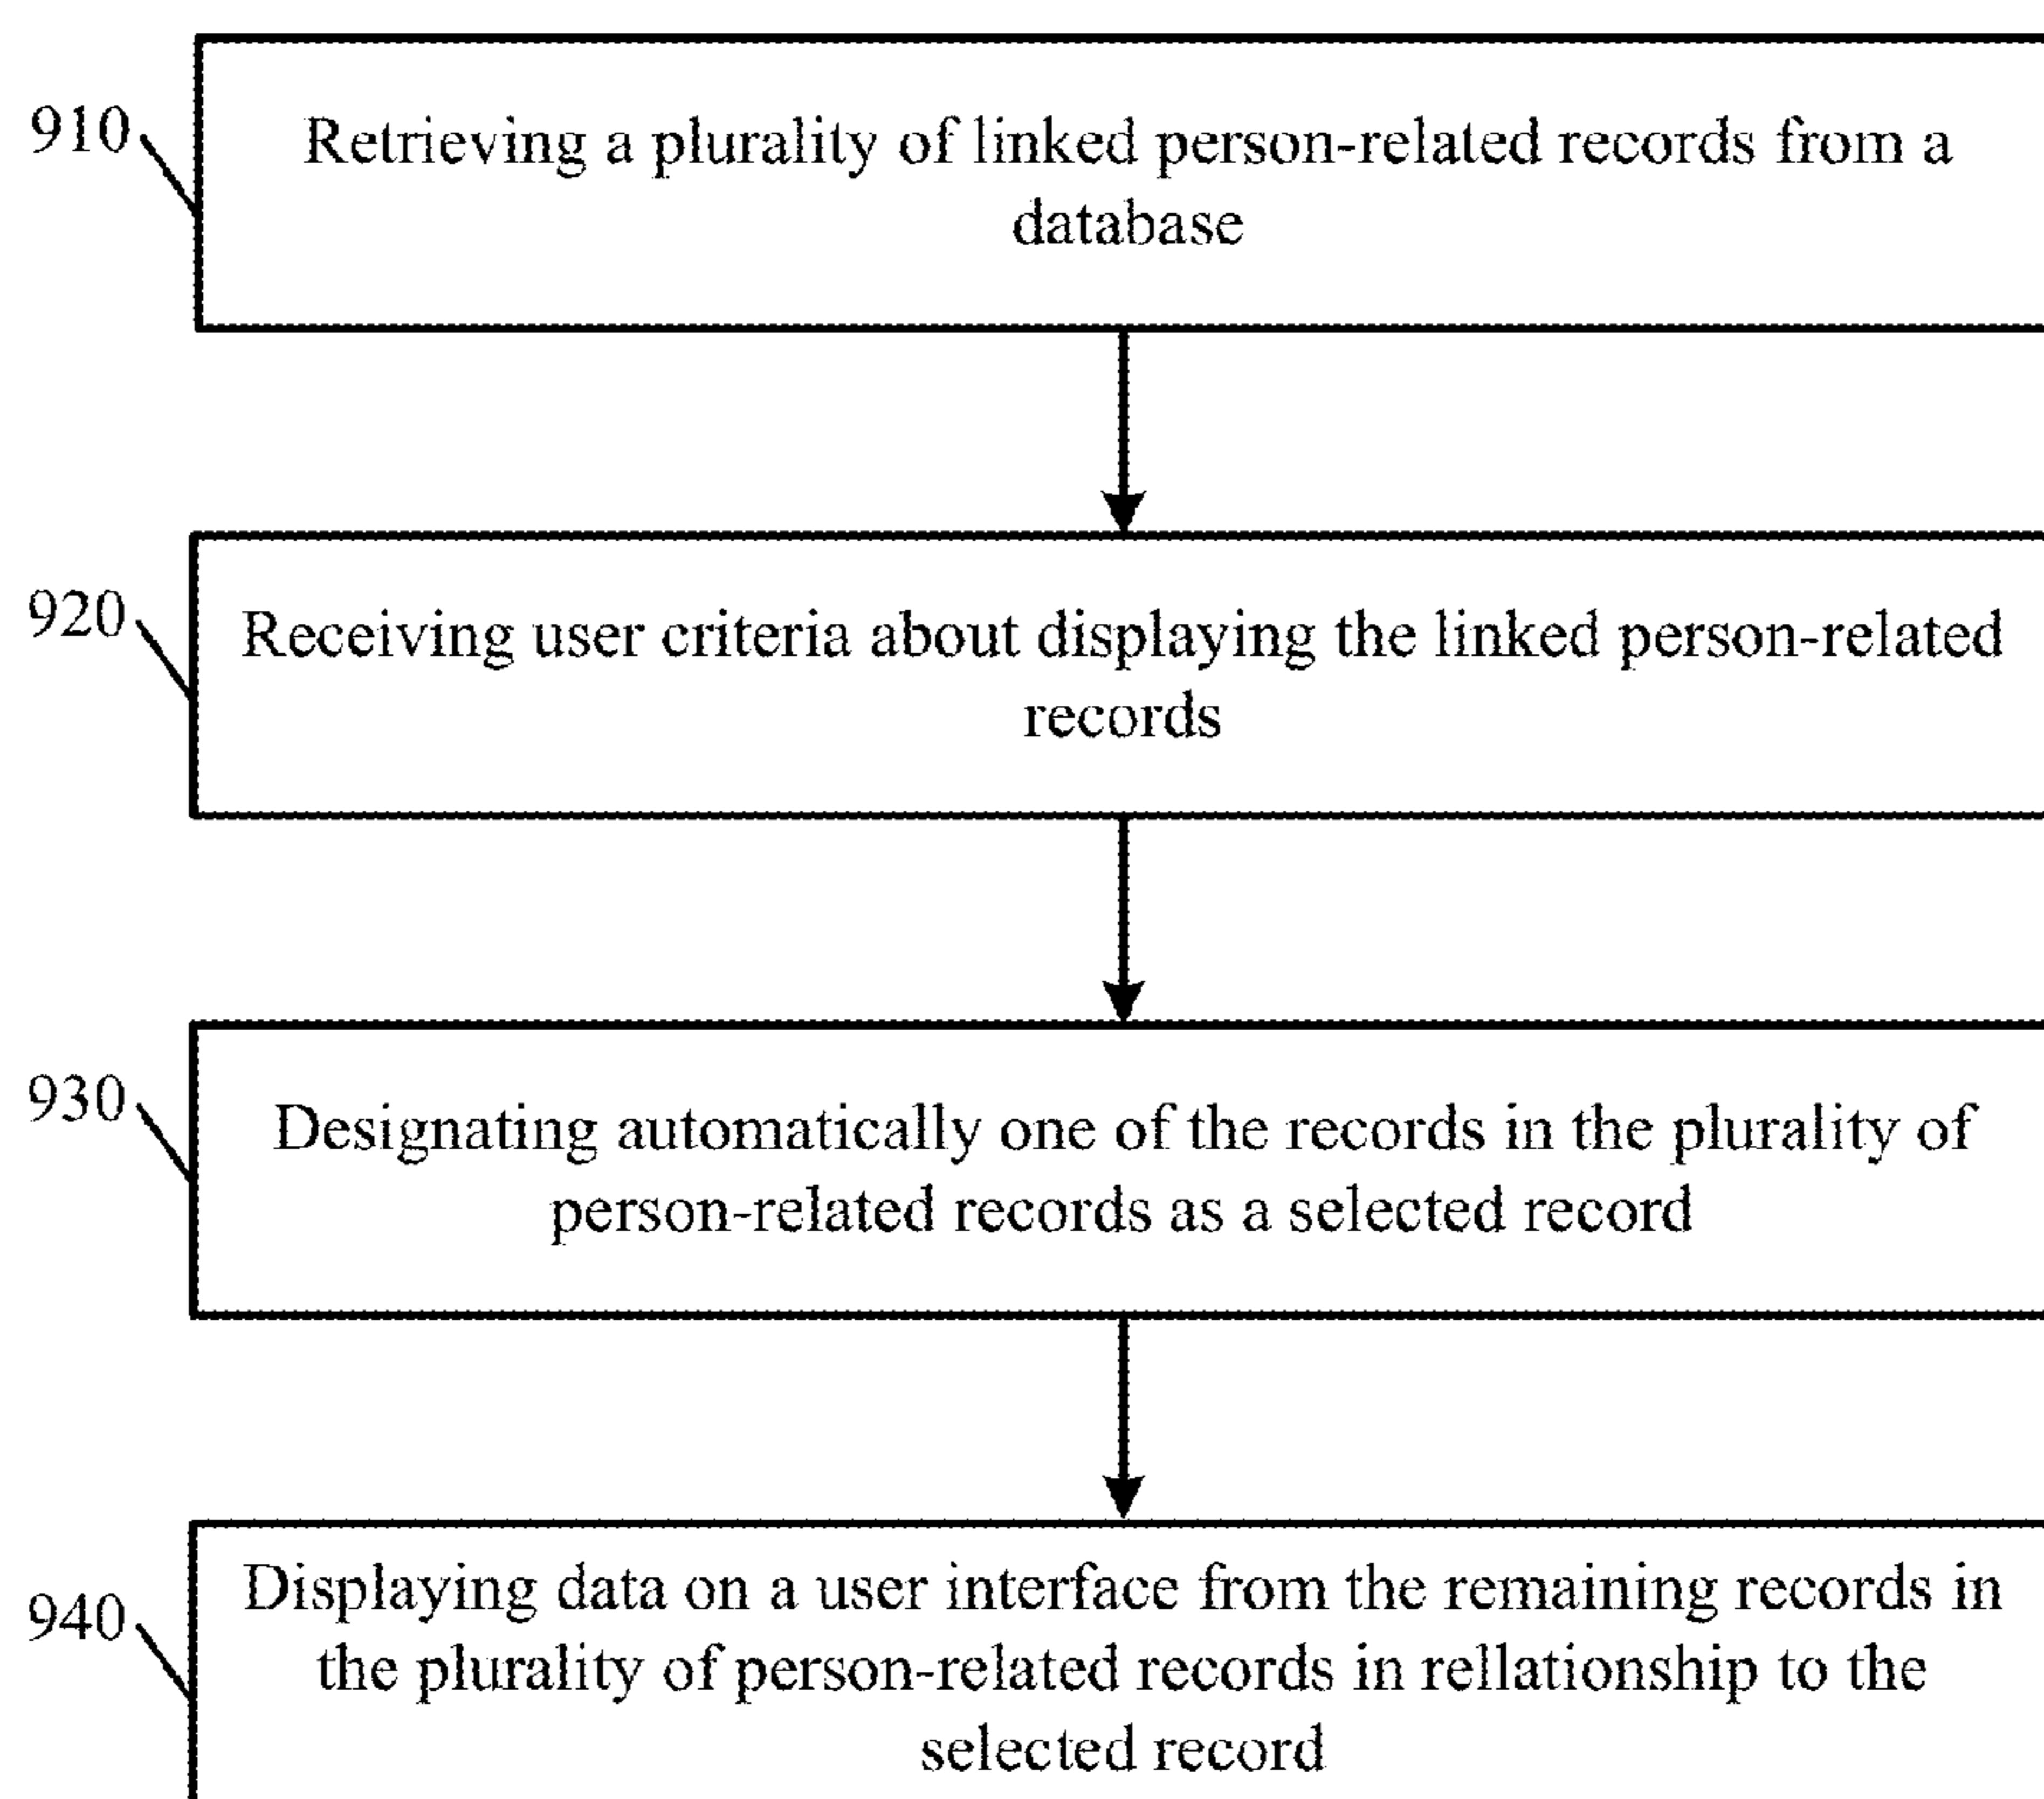 910
Retrieving a plurality of linked person-related records from a
database
920
Receiving user criteria about displaying the linked person-related
records
930
Designating automatically one of the records in the plurality of
person-related records as a selected record
940
Displaying data on a user interface from the remaining records in
the plurality of person-related records in rellationship to the
selected record